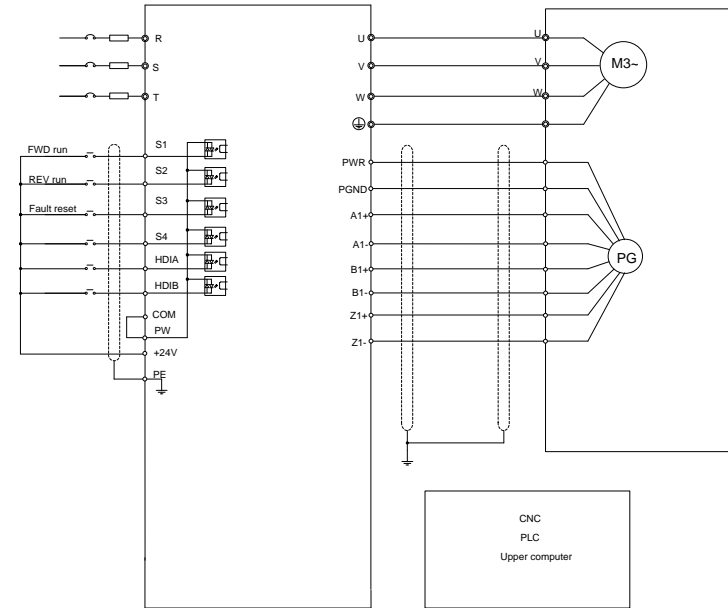 R
S
T
U
V
W
U
V
W
M3~
FWD run
REV run
Fault reset
S1
S2
S3
S4
HDIA
HDIB
COM
PW
+24V
PE
PWR
PGND
A1+
A1-
B1+
B1-
Z1+
Z1-
PG
CNC
PLC
Upper computer